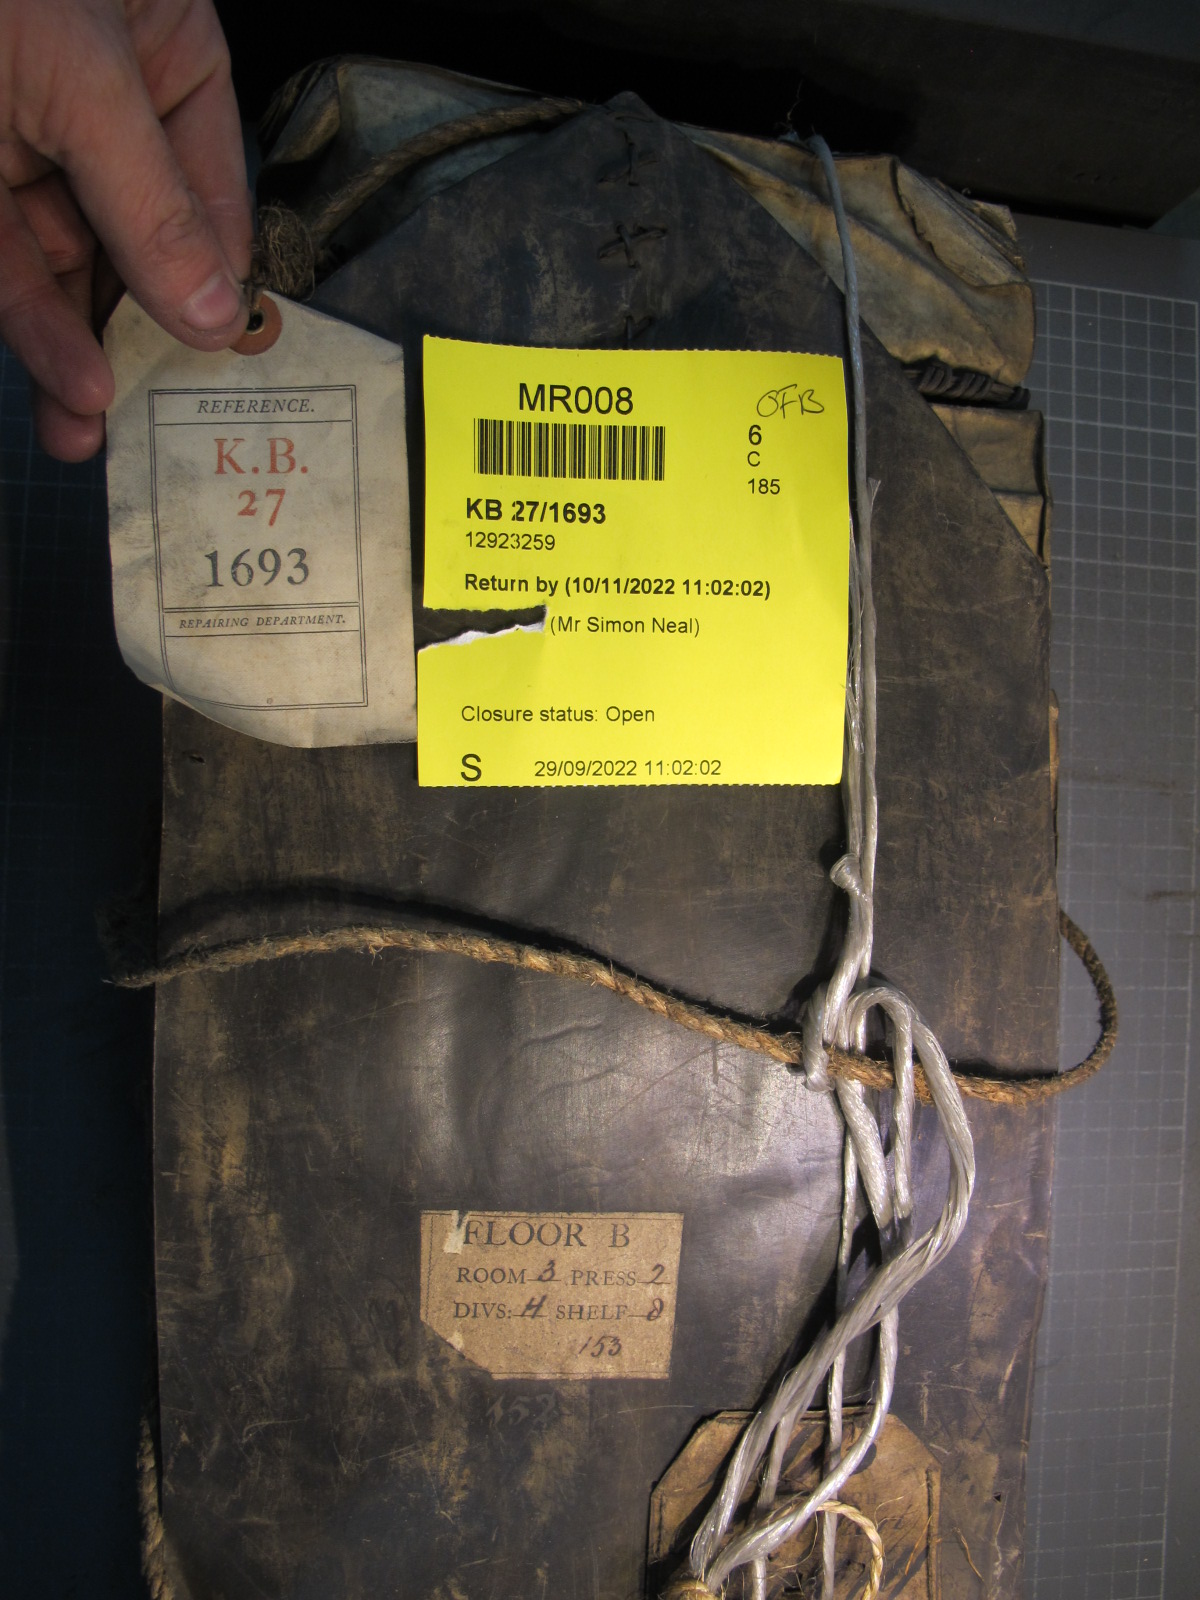 REFERENCE.
K.B.
27
1693
REPAIRING DEPARTMENT.
MR008
OFB
6
C
185
KB 27/1693
12923259
Return by (10/11/2022 11:02:02)
(Mr Simon Neal)
Closure status: Open
S 29/09/2022 11:02:02
FLOOR B
ROOM 3 PRESS 2
DIVS: 4 SHELF 8
153